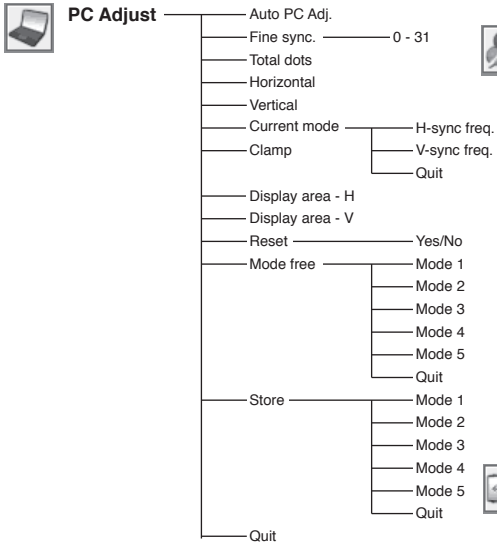 PC Adjust
Auto PC Adj.
Fine sync. 0 - 31
Total dots
Horizontal
Vertical
Current mode H-sync freq.
Clamp V-sync freq.
Quit
Display area - H
Display area - V
Reset Yes/No
Mode free Mode 1
Mode 2
Mode 3
Mode 4
Mode 5
Quit
Store Mode 1
Mode 2
Mode 3
Mode 4
Mode 5
Quit
Quit